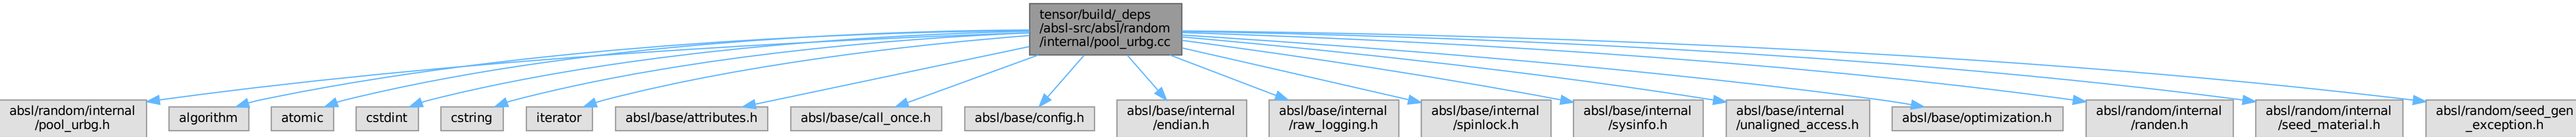 tensor/build/_deps
/absl-src/absl/random
/internal/pool_urbg.cc
absl/random/internal
/pool_urbg.h
algorithm
atomic
cstdint
cstring
iterator
absl/base/attributes.h
absl/base/call_once.h
absl/base/config.h
absl/base/internal
/endian.h
absl/base/internal
/raw_logging.h
absl/base/internal
/spinlock.h
absl/base/internal
/sysinfo.h
absl/base/internal
/unaligned_access.h
absl/base/optimization.h
absl/random/internal
/randen.h
absl/random/internal
/seed_material.h
absl/random/seed_gen
_exception.h